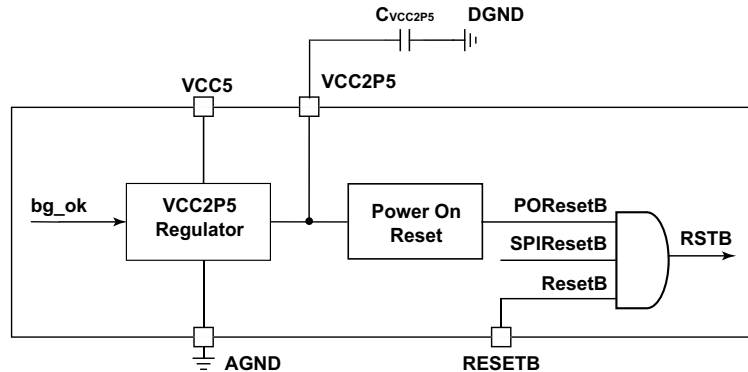 CVCC2P5
DGND
VCC5
VCC2P5
bg_ok
VCC2P5
Regulator
Power On
Reset
POResetB
SPIResetB
ResetB
RSTB
AGND
RESETB